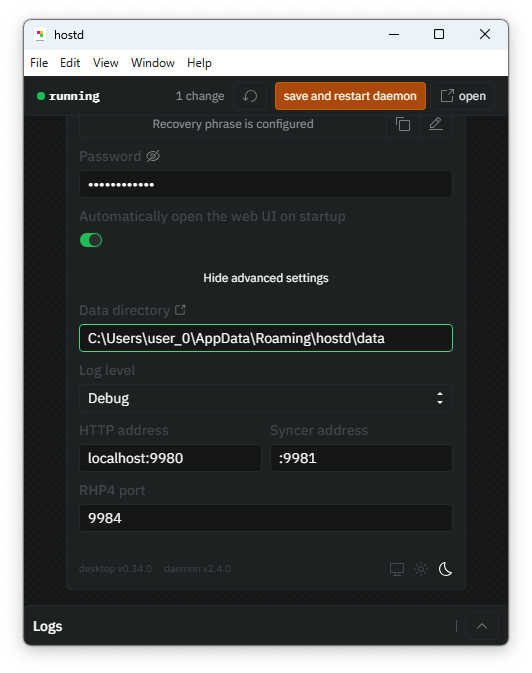 hostd
File Edit View Window Help
running 1 change save and restart daemon open
Recovery phrase is configured
Password
••••••••••••
Automatically open the web UI on startup
Hide advanced settings
Data directory
C:\Users\user_0\AppData\Roaming\hostd\data
Log level
Debug
HTTP address Syncer address
localhost:9980 :9981
RHP4 port
9984
desktop v0.34.0 daemon v2.4.0
Logs